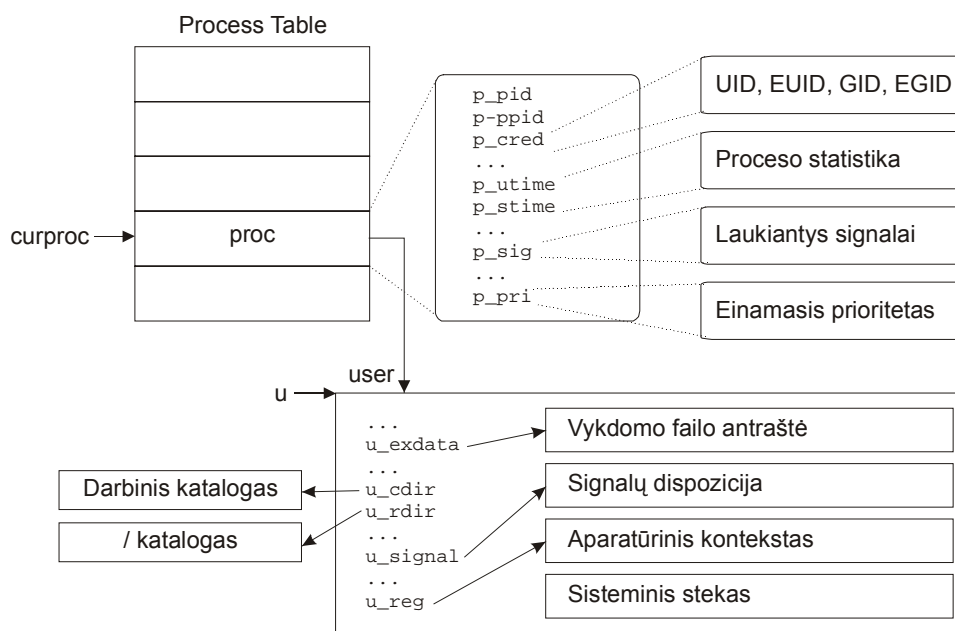 Process Table
curproc
proc
p_pid
p-ppid
p_cred
...
p_utime
p_stime
...
p_sig
...
p_pri
UID, EUID, GID, EGID
Proceso statistika
Laukiantys signalai
Einamasis prioritetas
u
user
...
u_exdata
...
u_cdir
u_rdir
...
u_signal
...
u_reg
Darbinis katalogas
/ katalogas
Vykdomo failo antraštė
Signalų dispozicija
Aparatūrinis kontekstas
Sisteminis stekas